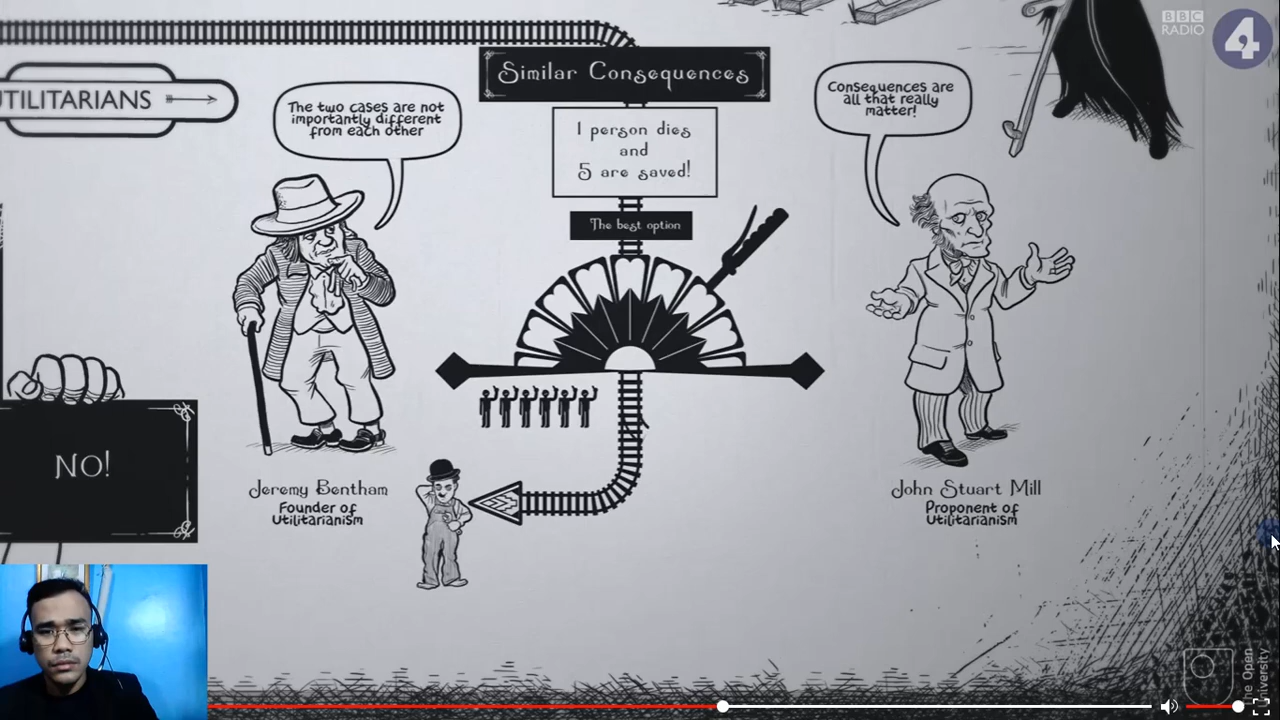 BBC
RADIO
4
UTILITARIANS
The two cases are not
importantly different
from each other
Similar Consequences
1 person dies
and
5 are saved!
The best option
Consequences are
all that really
matter!
NO!
Jeremy Bentham
Founder of
Utilitarianism
John Stuart Mill
Proponent of
Utilitarianism
The Open
University